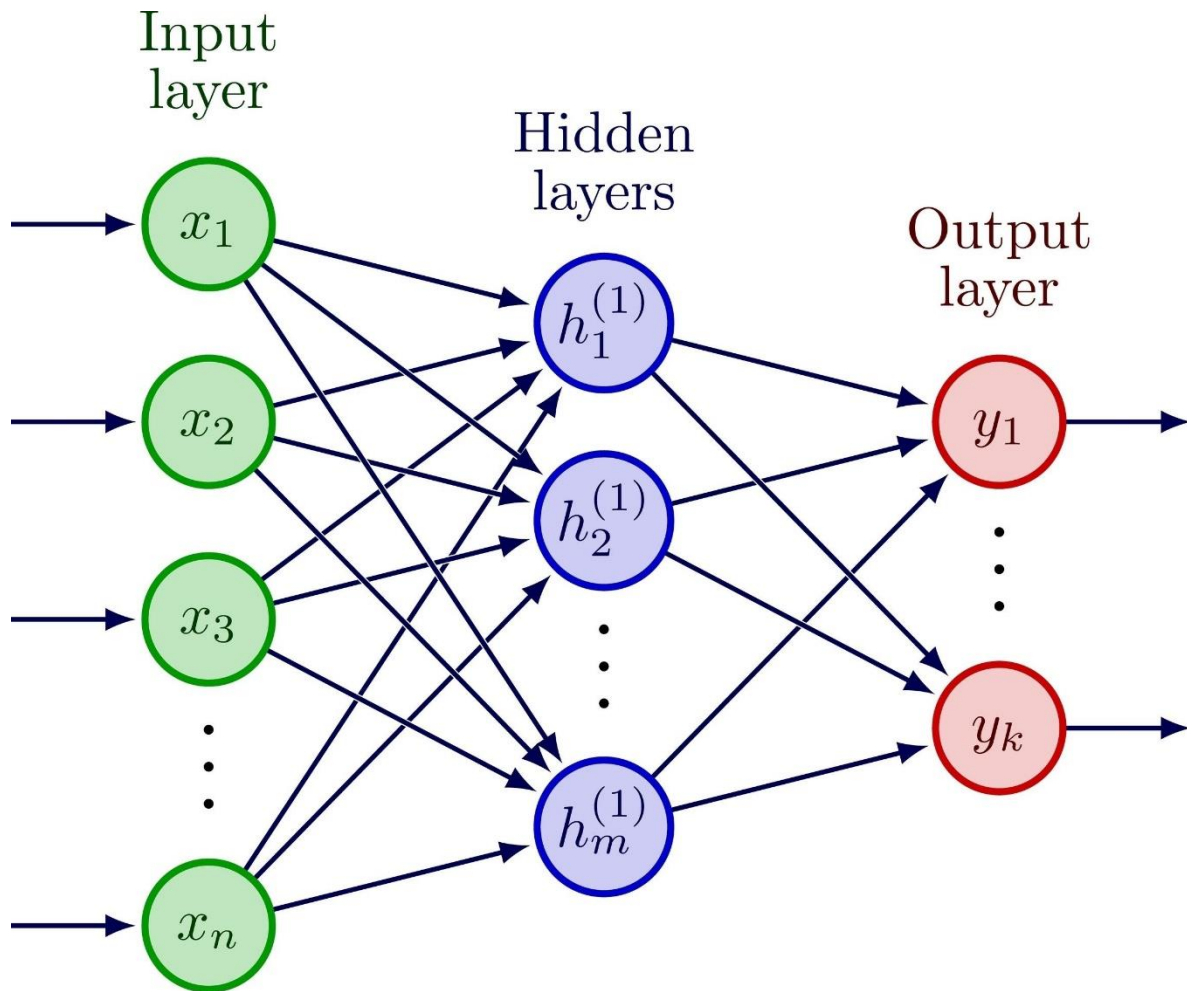 Input
layer
Hidden
layers
Output
layer
x₁
x₂
x₃
xₙ
h₁⁽¹⁾
h₂⁽¹⁾
hₘ⁽¹⁾
y₁
yₖ